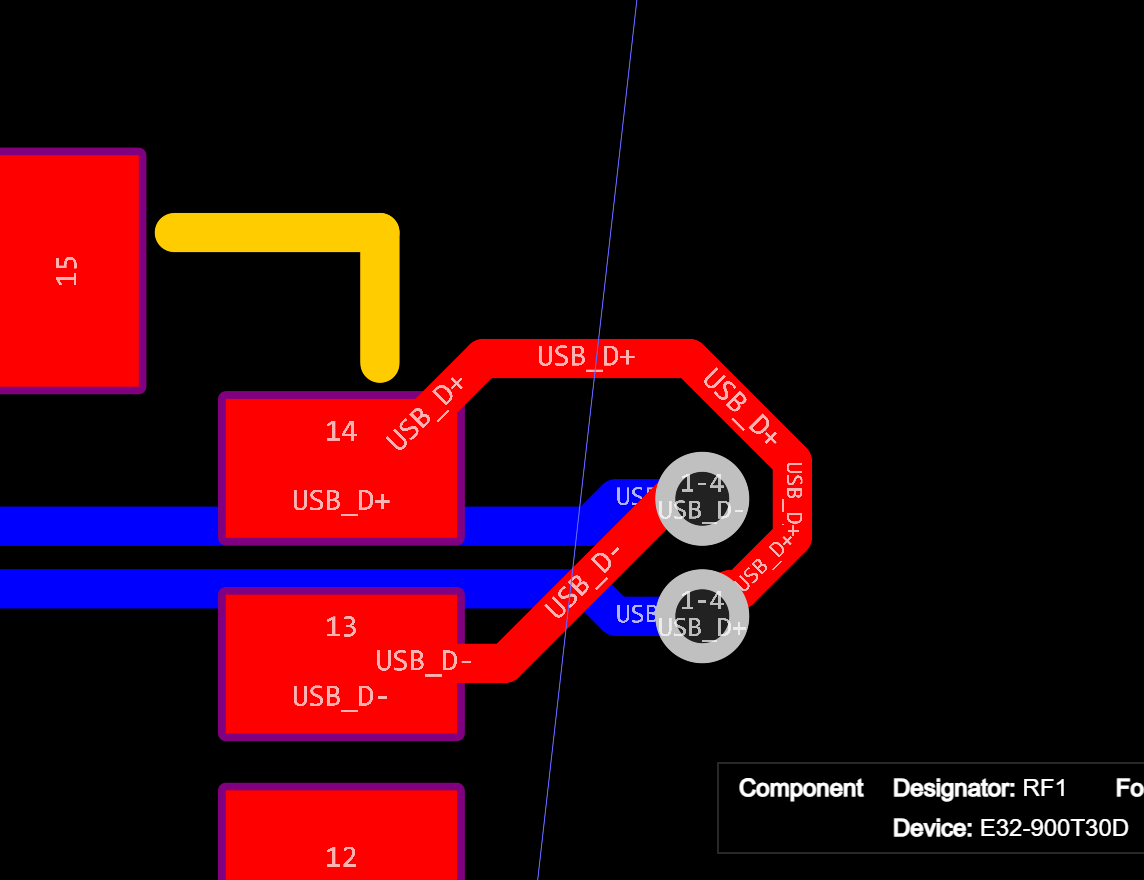 15
USB_D+
USB_D+
USB_D+
14
USB_D+
USB_D+
1-4
USB_D-
USB_D+
USB_D-
1-4
USB_D+
13
USB_D-
USB_D-
12
Component Designator: RF1 Fo
Device: E32-900T30D